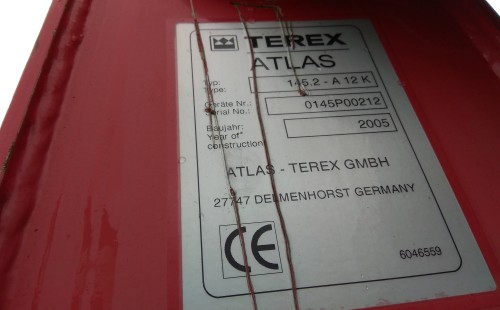 TEREX
ATLAS
Typ:
Type: 145.2 - A 12 K
Geräte Nr.:
Serial No.: 0145P00212
Baujahr:
Year of
construction 2005
ATLAS - TEREX GMBH
27747 DELMENHORST GERMANY
CE
6046559